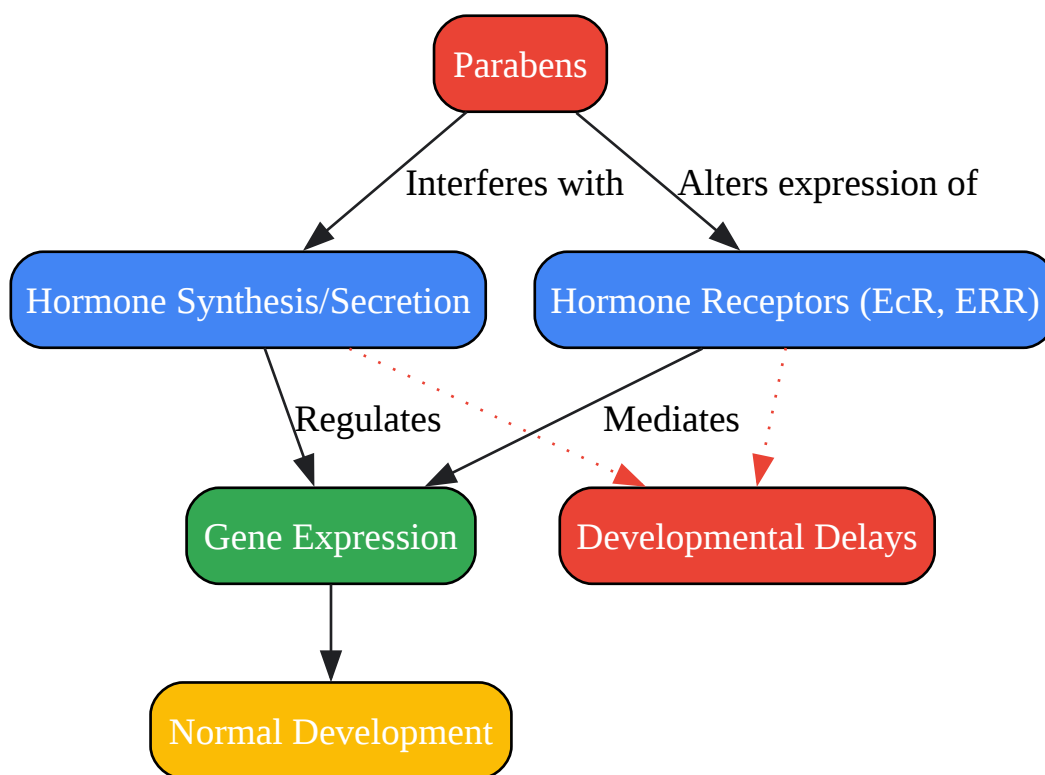 Parabens
Interferes with
Alters expression of
Hormone Synthesis/Secretion
Hormone Receptors (EcR, ERR)
Regulates
Mediates
Gene Expression
Developmental Delays
Normal Development